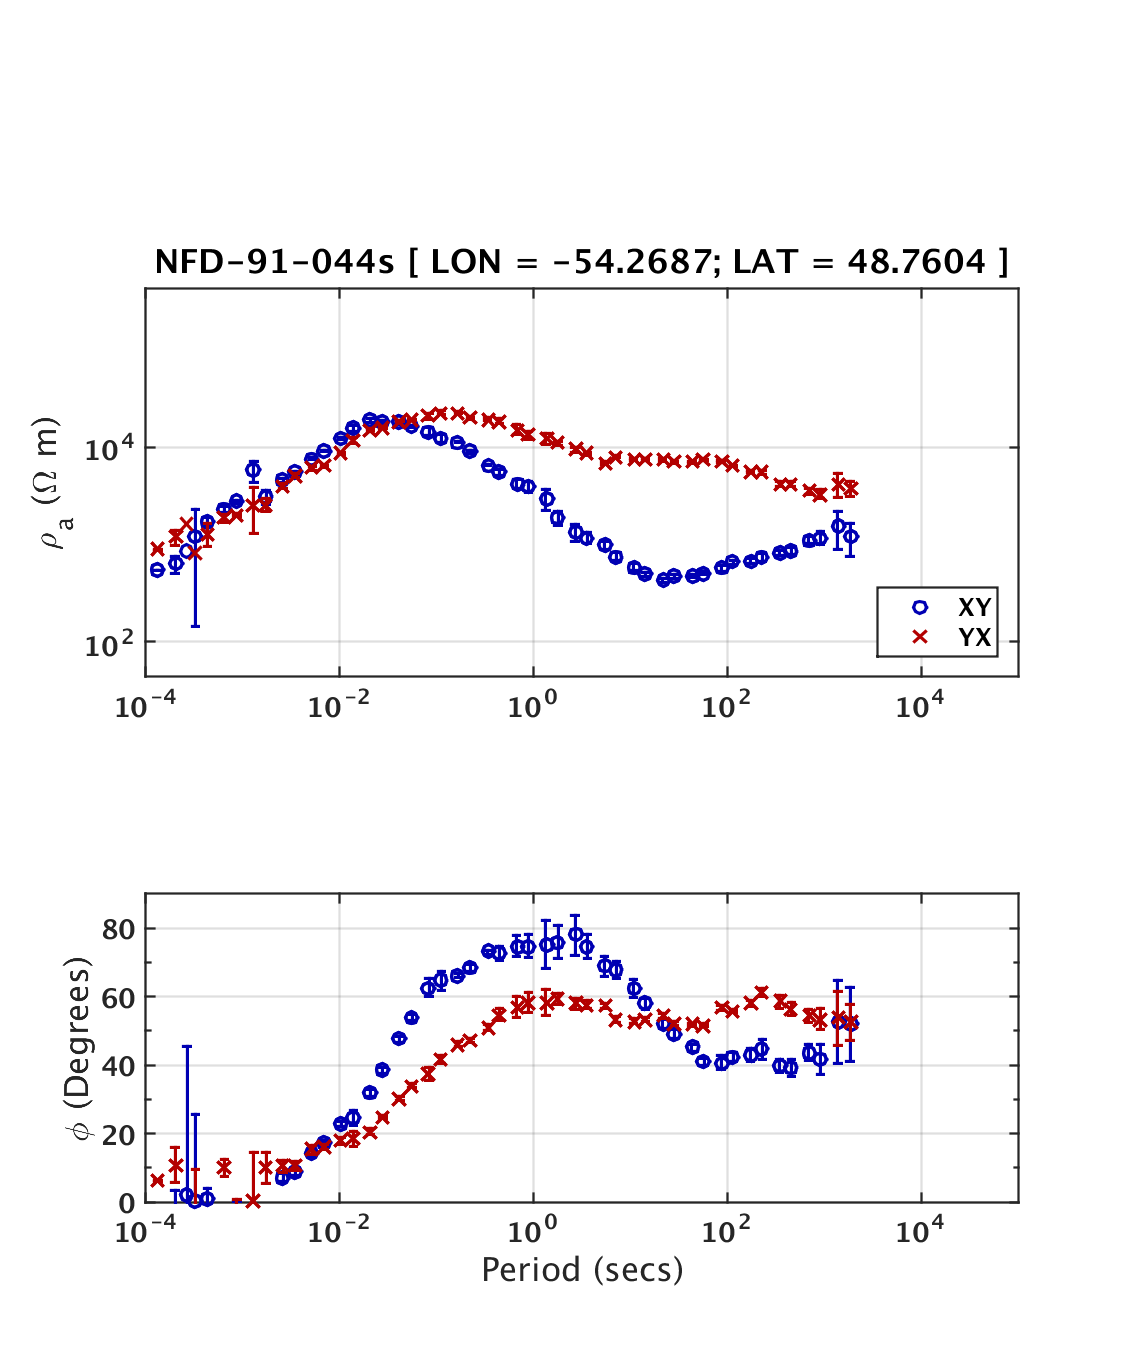 NFD-91-044s [ LON = -54.2687; LAT = 48.7604 ]
ρa (Ω m)
10^4
10^2
XY
YX
10^-4 10^-2 10^0 10^2 10^4
ϕ (Degrees)
80
60
40
20
0
10^-4 10^-2 10^0 10^2 10^4
Period (secs)